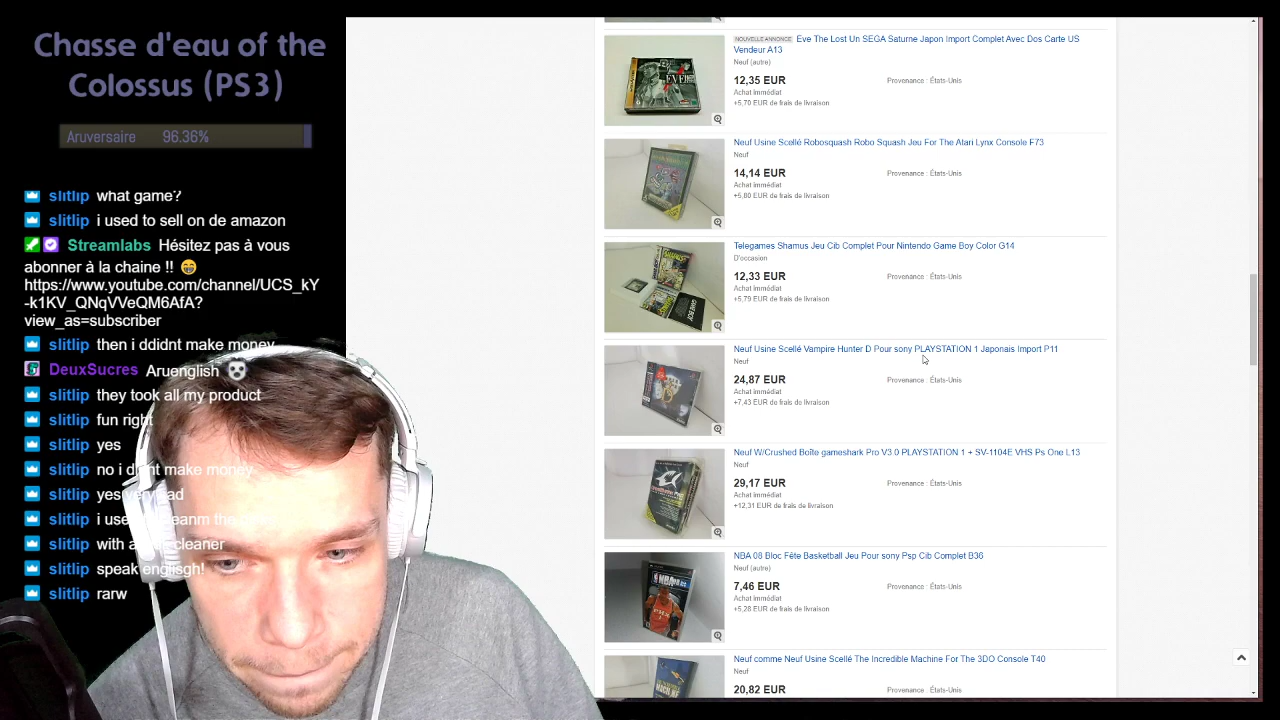 Chasse d'eau of the
Colossus (PS3)
Aruversaire 96.36%
slitlip what game?
slitlip i used to sell on de amazon
Streamlabs Hésitez pas à vous
abonner à la chaine !! 😁
https://www.youtube.com/channel/UCS_kY
-k1KV_QNqVVeQM6AfA?
view_as=subscriber
slitlip then i ddidnt make money
DeuxSucres Aruenglish
slitlip they took all my product
slitlip fun right
slitlip yes
slitlip no i didnt make money
slitlip yes very sad
slitlip i use
slitlip with a cleaner
slitlip speak englisgh!
slitlip rarw
NOUVELLE ANNONCE Eve The Lost Un SEGA Saturne Japon Import Complet Avec Dos Carte US
Vendeur A13
Neuf (autre)
12,35 EUR Provenance : États-Unis
Achat immédiat
+5,70 EUR de frais de livraison
Neuf Usine Scellé Robosquash Robo Squash Jeu For The Atari Lynx Console F73
Neuf
14,14 EUR Provenance : États-Unis
Achat immédiat
+5,80 EUR de frais de livraison
Telegames Shamus Jeu Cib Complet Pour Nintendo Game Boy Color G14
D'occasion
12,33 EUR Provenance : États-Unis
Achat immédiat
+5,79 EUR de frais de livraison
Neuf Usine Scellé Vampire Hunter D Pour sony PLAYSTATION 1 Japonais Import P11
Neuf
24,87 EUR Provenance : États-Unis
Achat immédiat
+7,43 EUR de frais de livraison
Neuf W/Crushed Boîte gameshark Pro V3.0 PLAYSTATION 1 + SV-1104E VHS Ps One L13
Neuf
29,17 EUR Provenance : États-Unis
Achat immédiat
+12,31 EUR de frais de livraison
NBA 08 Bloc Fête Basketball Jeu Pour sony Psp Cib Complet B36
Neuf (autre)
7,46 EUR Provenance : États-Unis
Achat immédiat
+5,28 EUR de frais de livraison
Neuf comme Neuf Usine Scellé The Incredible Machine For The 3DO Console T40
Neuf
20,82 EUR Provenance : États-Unis